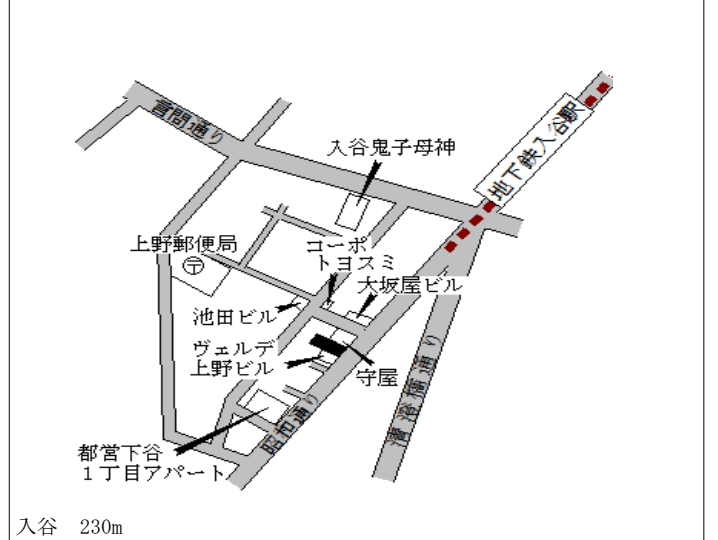 言問通り
地下鉄入谷駅
入谷鬼子母神
上野郵便局
〒
コーポ
トヨスミ
大坂屋ビル
池田ビル
ヴェルデ
上野ビル
守屋
清澄橋通り
昭和通り
都営下谷
１丁目アパート
入谷　230m